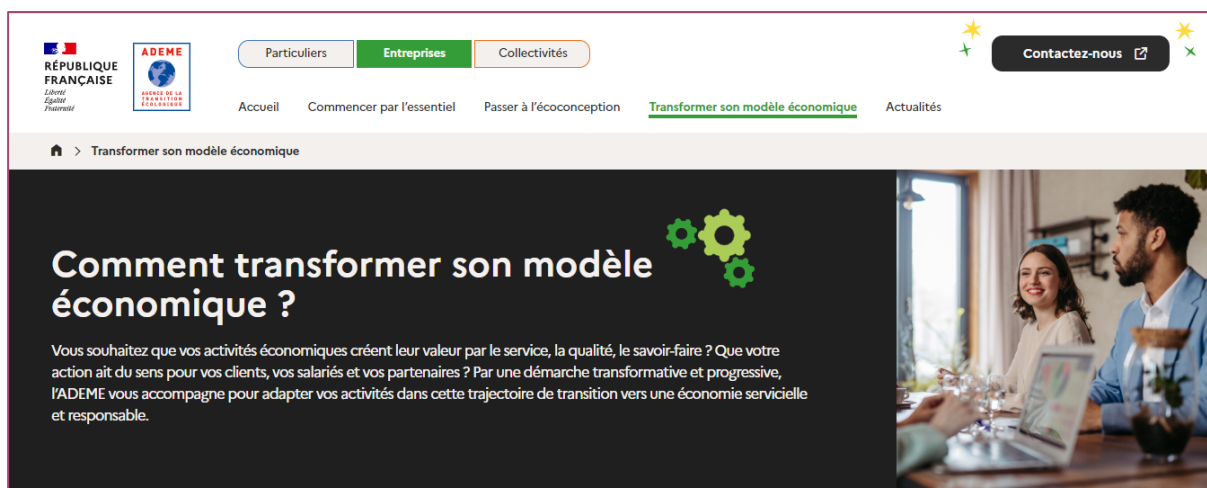 RÉPUBLIQUE
FRANÇAISE
Liberté
Égalité
Fraternité
ADEME
AGENCE DE LA
TRANSITION
ÉCOLOGIQUE
Particuliers
Entreprises
Collectivités
Contactez-nous
Accueil
Commencer par l'essentiel
Passer à l'écoconception
Transformer son modèle économique
Actualités
> Transformer son modèle économique
Comment transformer son modèle
économique ?
Vous souhaitez que vos activités économiques créent leur valeur par le service, la qualité, le savoir-faire ? Que votre
action ait du sens pour vos clients, vos salariés et vos partenaires ? Par une démarche transformative et progressive,
l'ADEME vous accompagne pour adapter vos activités dans cette trajectoire de transition vers une économie servicielle
et responsable.